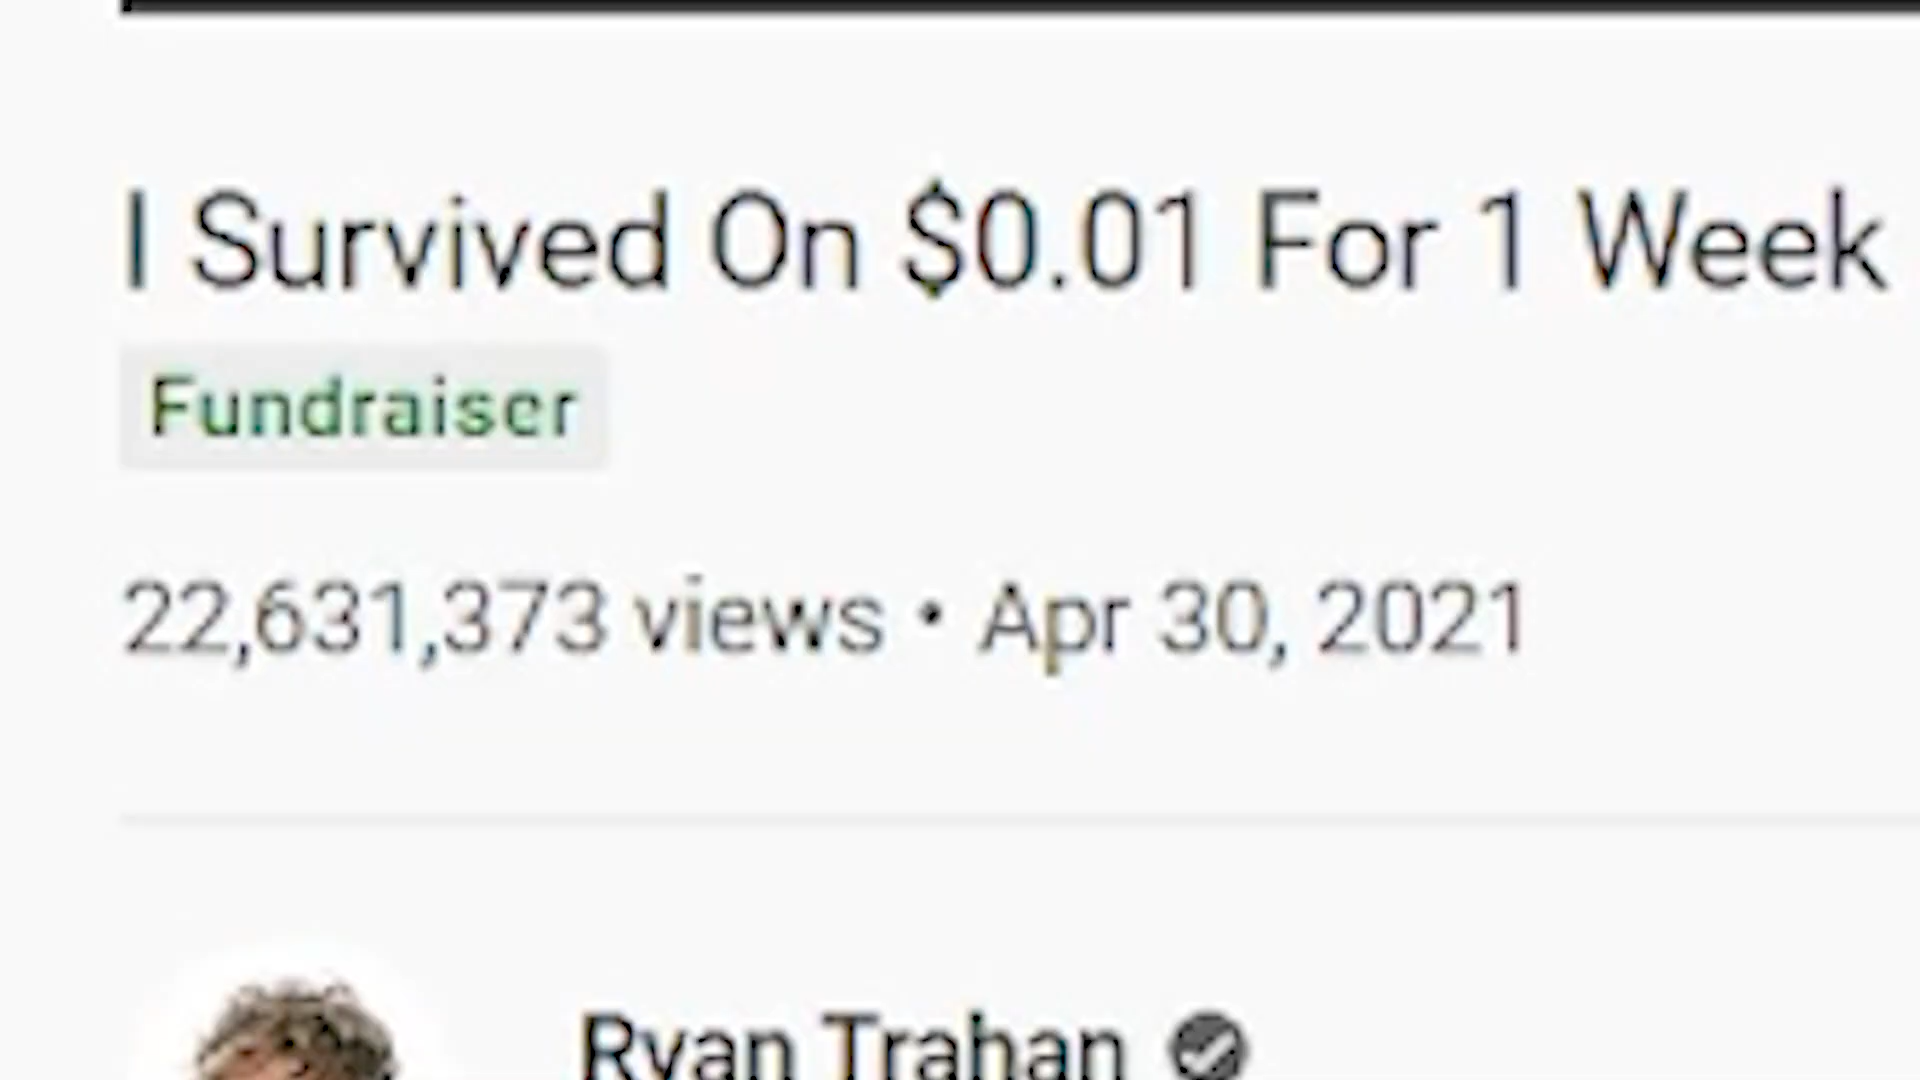 I Survived On $0.01 For 1 Week
Fundraiser
22,631,373 views • Apr 30, 2021
Ryan Trahan